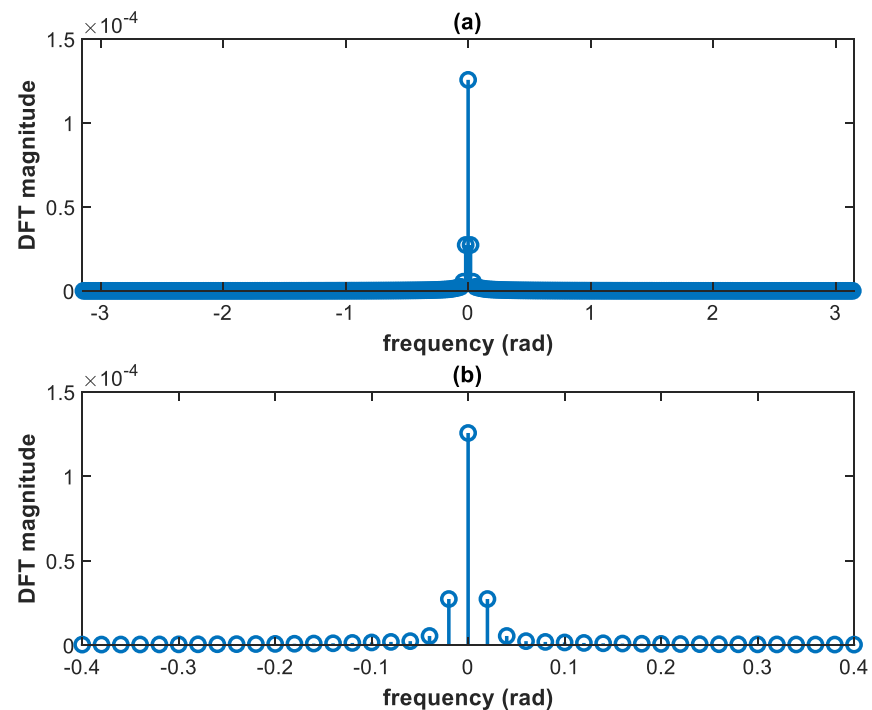 (a)
×10-4
1.5
1
0.5
0
DFT magnitude
-3 -2 -1 0 1 2 3
frequency (rad)
(b)
×10-4
1.5
1
0.5
0
DFT magnitude
-0.4 -0.3 -0.2 -0.1 0 0.1 0.2 0.3 0.4
frequency (rad)